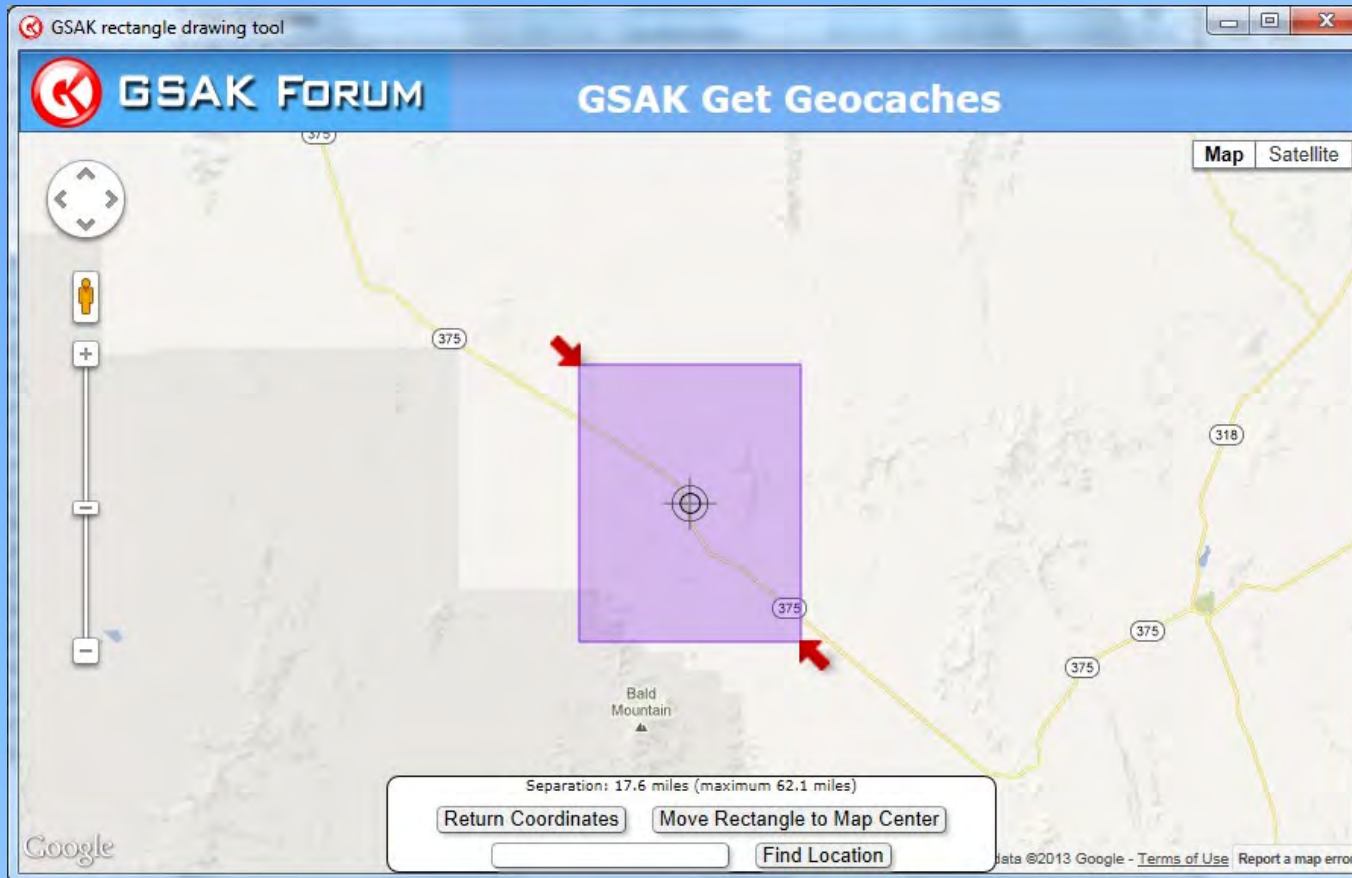 GSAK rectangle drawing tool
GSAK FORUM
GSAK Get Geocaches
375
Map Satellite
375
318
375
375
375
Bald
Mountain
Separation: 17.6 miles (maximum 62.1 miles)
Return Coordinates Move Rectangle to Map Center
Find Location
Google
data ©2013 Google - Terms of Use Report a map error